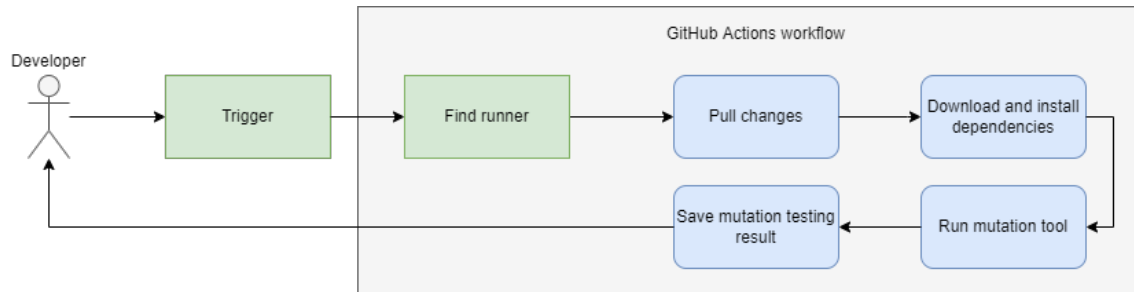 GitHub Actions workflow
Developer
Trigger
Find runner
Pull changes
Download and install
dependencies
Save mutation testing
result
Run mutation tool